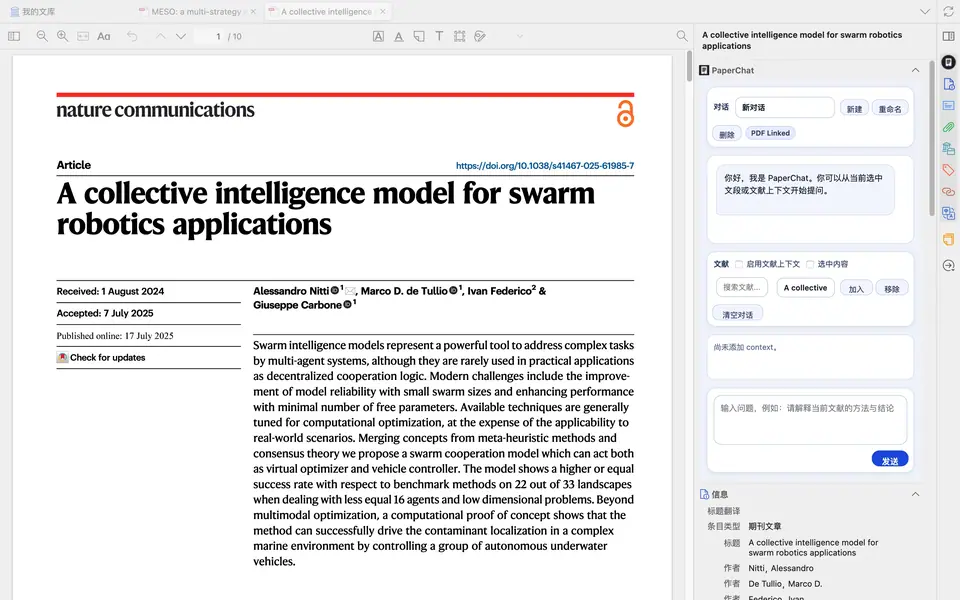 我的文库
MESO: a multi-strategy
A collective intelligence
Aa
1 / 10
A
A
T
nature communications
Article
https://doi.org/10.1038/s41467-025-61985-7
A collective intelligence model for swarm
robotics applications
Received: 1 August 2024
Accepted: 7 July 2025
Published online: 17 July 2025
Check for updates
Alessandro Nitti 1, Marco D. de Tullio 1, Ivan Federico2 &
Giuseppe Carbone 1
Swarm intelligence models represent a powerful tool to address complex tasks
by multi-agent systems, although they are rarely used in practical applications
as decentralized cooperation logic. Modern challenges include the improve-
ment of model reliability with small swarm sizes and enhancing performance
with minimal number of free parameters. Available techniques are generally
tuned for computational optimization, at the expense of the applicability to
real-world scenarios. Merging concepts from meta-heuristic methods and
consensus theory we propose a swarm cooperation model which can act both
as virtual optimizer and vehicle controller. The model shows a higher or equal
success rate with respect to benchmark methods on 22 out of 33 landscapes
when dealing with less equal 16 agents and low dimensional problems. Beyond
multimodal optimization, a computational proof of concept shows that the
method can successfully drive the contaminant localization in a complex
marine environment by controlling a group of autonomous underwater
vehicles.
A collective intelligence model for swarm robotics
applications
PaperChat
对话 新对话 新建 重命名
删除 PDF Linked
你好，我是 PaperChat。你可以从当前选中
文段或文献上下文开始提问。
文献 启用文献上下文 选中内容
搜索文献... A collective 加入 移除
清空对话
尚未添加 context。
输入问题，例如：请解释当前文献的方法与结论
发送
信息
标题翻译
条目类型 期刊文章
标题 A collective intelligence model for
swarm robotics applications
作者 Nitti, Alessandro
作者 De Tullio, Marco D.
作者 Federico, Ivan